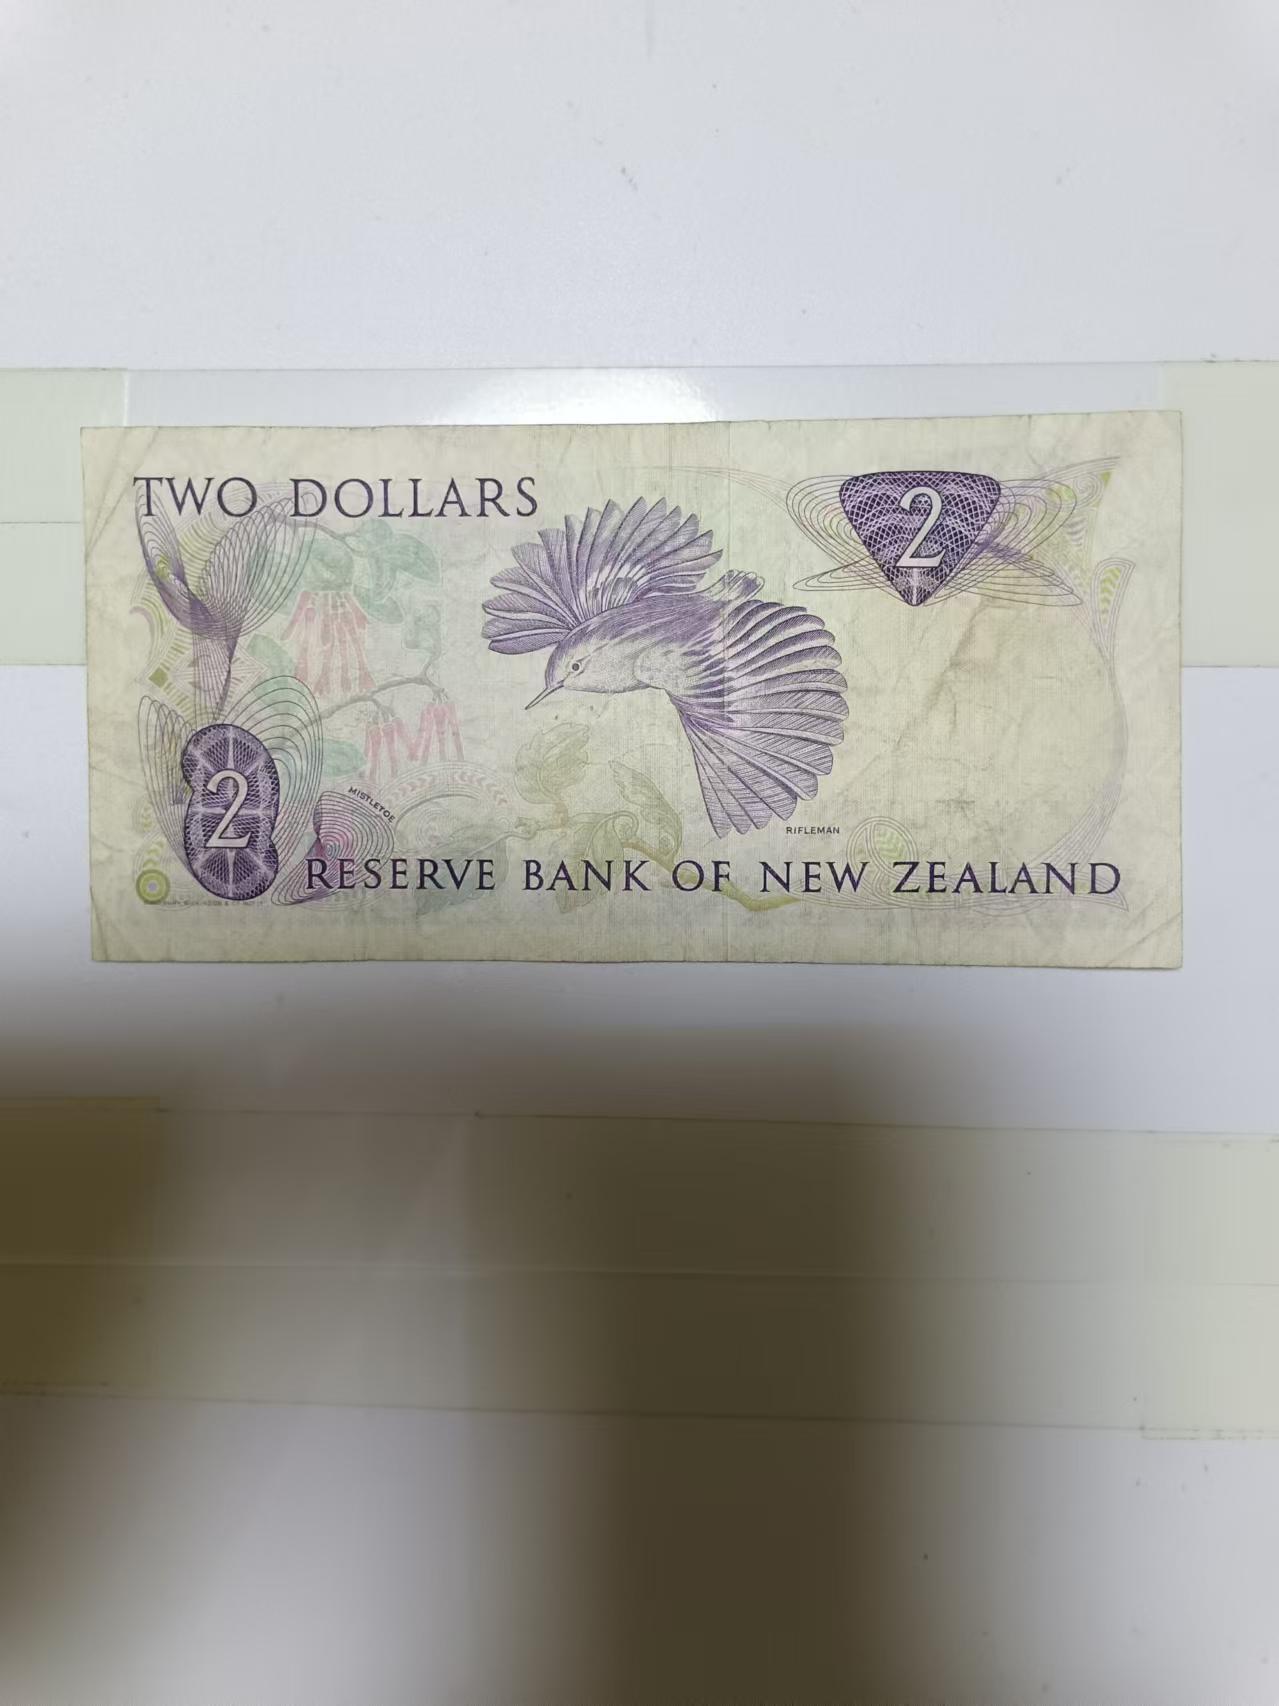 TWO DOLLARS
2
MISTLETOE
2
RIFLEMAN
RESERVE BANK OF NEW ZEALAND